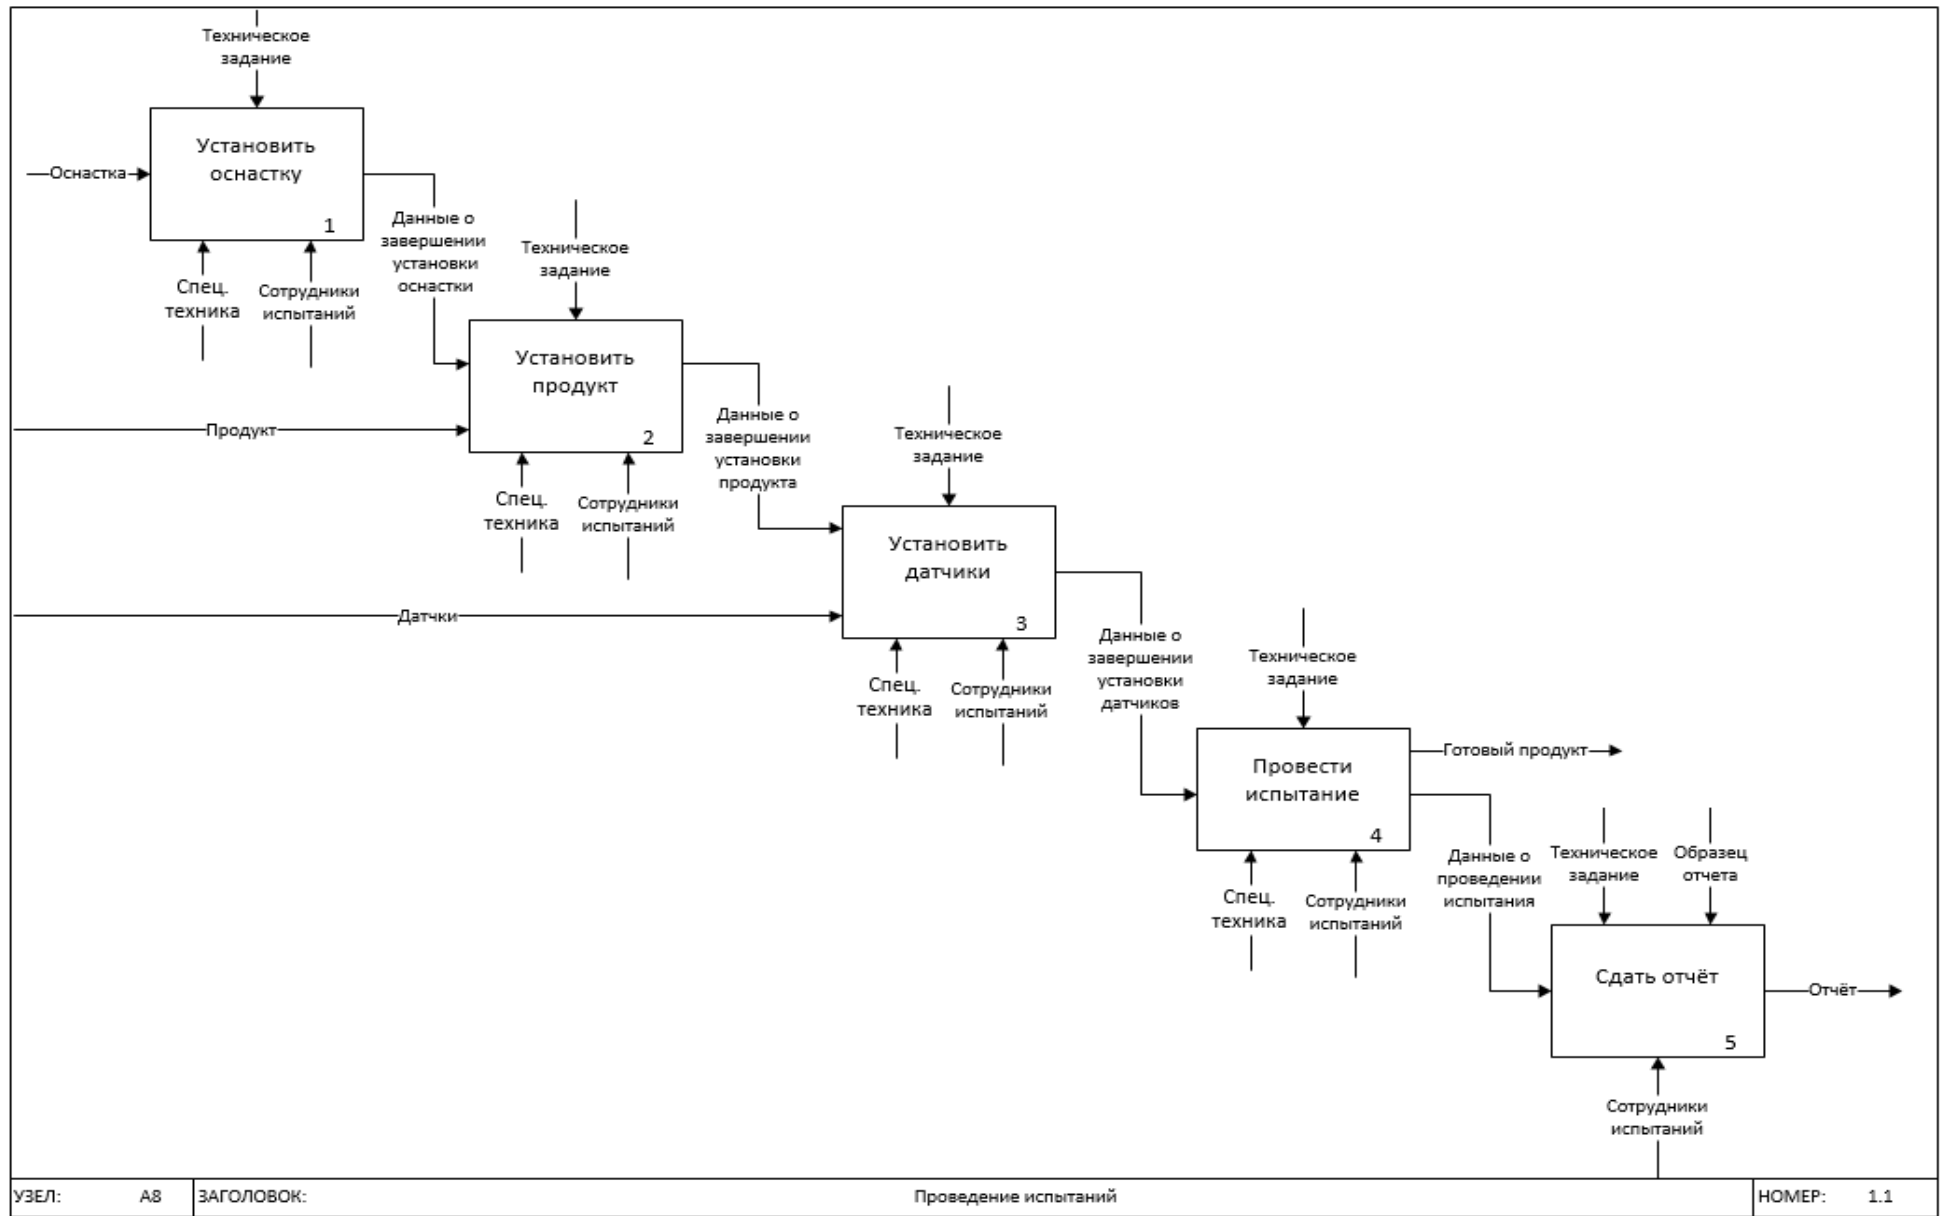 Техническое
задание
Установить
оснастку
1
Оснастка
Спец.
техника
Сотрудники
испытаний
Данные о
завершении
установки
оснастки
Техническое
задание
Установить
продукт
2
Продукт
Спец.
техника
Сотрудники
испытаний
Данные о
завершении
установки
продукта
Техническое
задание
Установить
датчики
3
Датчки
Спец.
техника
Сотрудники
испытаний
Данные о
завершении
установки
датчиков
Техническое
задание
Провести
испытание
4
Готовый продукт
Спец.
техника
Сотрудники
испытаний
Данные о
проведении
испытания
Техническое
задание
Образец
отчета
Сдать отчёт
5
Отчёт
Сотрудники
испытаний
УЗЕЛ: А8 ЗАГОЛОВОК: Проведение испытаний НОМЕР: 1.1